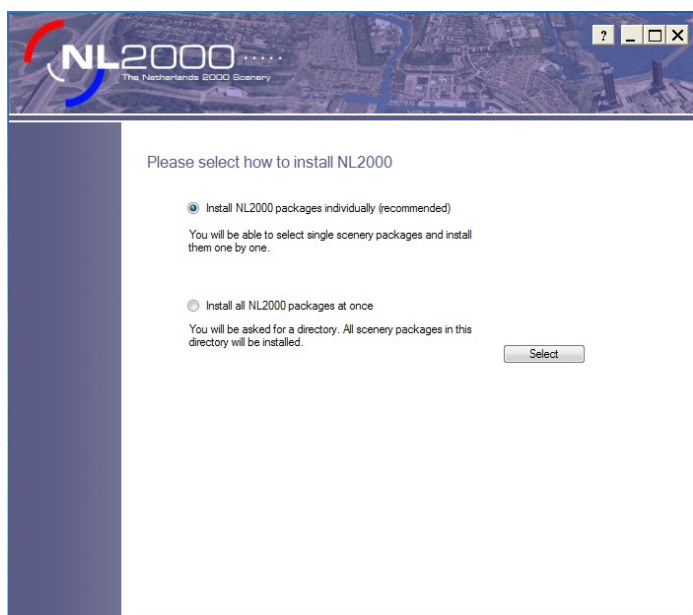 NL2000
The Netherlands 2000 Scenery
?
Please select how to install NL2000
Install NL2000 packages individually (recommended)
You will be able to select single scenery packages and install
them one by one.
Install all NL2000 packages at once
You will be asked for a directory. All scenery packages in this
directory will be installed.
Select